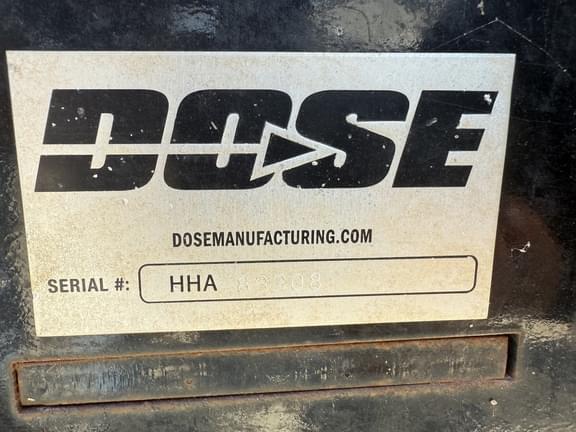 DOSE
DOSEMANUFACTURING.COM
SERIAL #: HHA